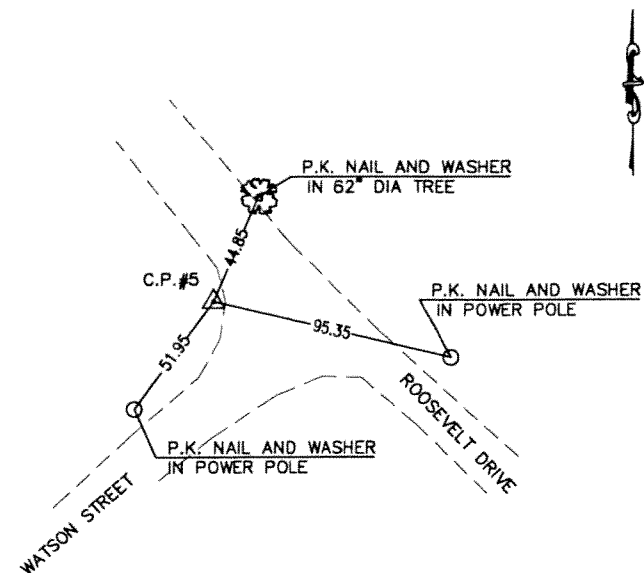 P.K. NAIL AND WASHER
IN 62" DIA TREE
44.85
C.P. #5
P.K. NAIL AND WASHER
IN POWER POLE
95.35
51.95
ROOSEVELT DRIVE
P.K. NAIL AND WASHER
IN POWER POLE
WATSON STREET